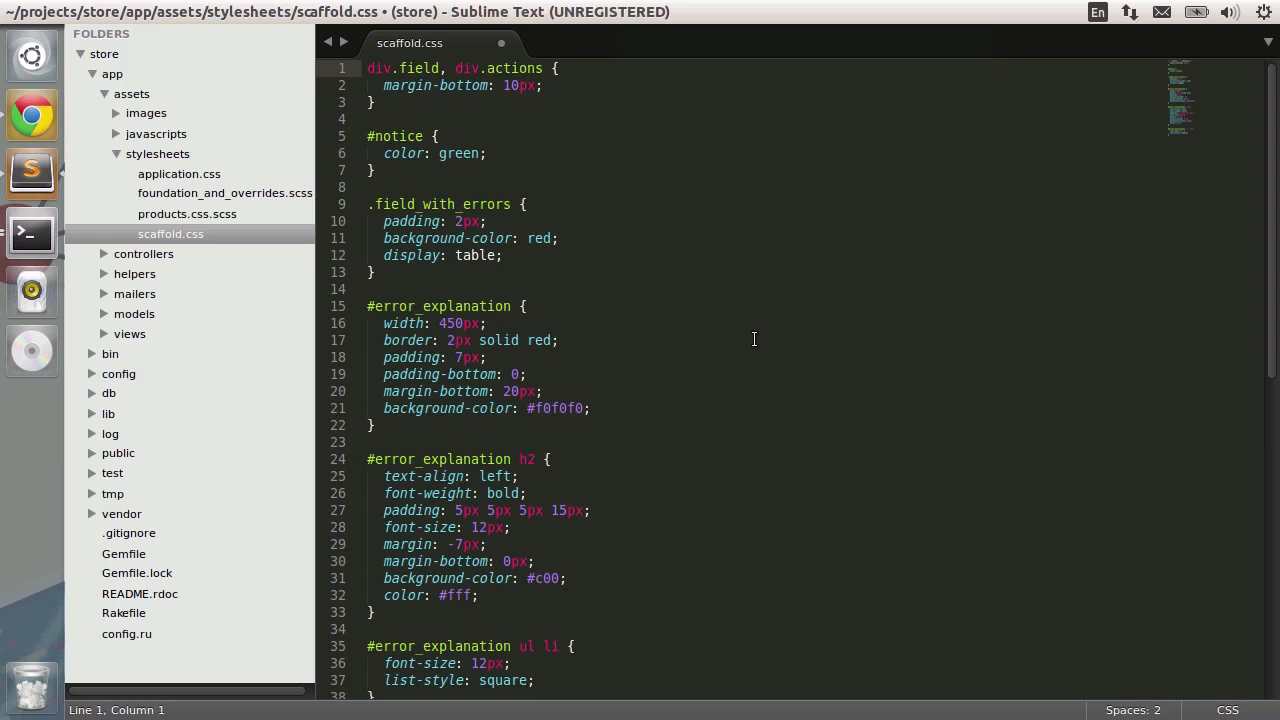 ~/projects/store/app/assets/stylesheets/scaffold.css • (store) - Sublime Text (UNREGISTERED)
En
FOLDERS
store
app
assets
images
javascripts
stylesheets
application.css
foundation_and_overrides.scss
products.css.scss
scaffold.css
controllers
helpers
mailers
models
views
bin
config
db
lib
log
public
test
tmp
vendor
.gitignore
Gemfile
Gemfile.lock
README.rdoc
Rakefile
config.ru
scaffold.css
1 div.field, div.actions {
2 margin-bottom: 10px;
3 }
4
5 #notice {
6 color: green;
7 }
8
9 .field_with_errors {
10 padding: 2px;
11 background-color: red;
12 display: table;
13 }
14
15 #error_explanation {
16 width: 450px;
17 border: 2px solid red;
18 padding: 7px;
19 padding-bottom: 0;
20 margin-bottom: 20px;
21 background-color: #f0f0f0;
22 }
23
24 #error_explanation h2 {
25 text-align: left;
26 font-weight: bold;
27 padding: 5px 5px 5px 15px;
28 font-size: 12px;
29 margin: -7px;
30 margin-bottom: 0px;
31 background-color: #c00;
32 color: #fff;
33 }
34
35 #error_explanation ul li {
36 font-size: 12px;
37 list-style: square;
38 }
Line 1, Column 1
Spaces: 2
CSS